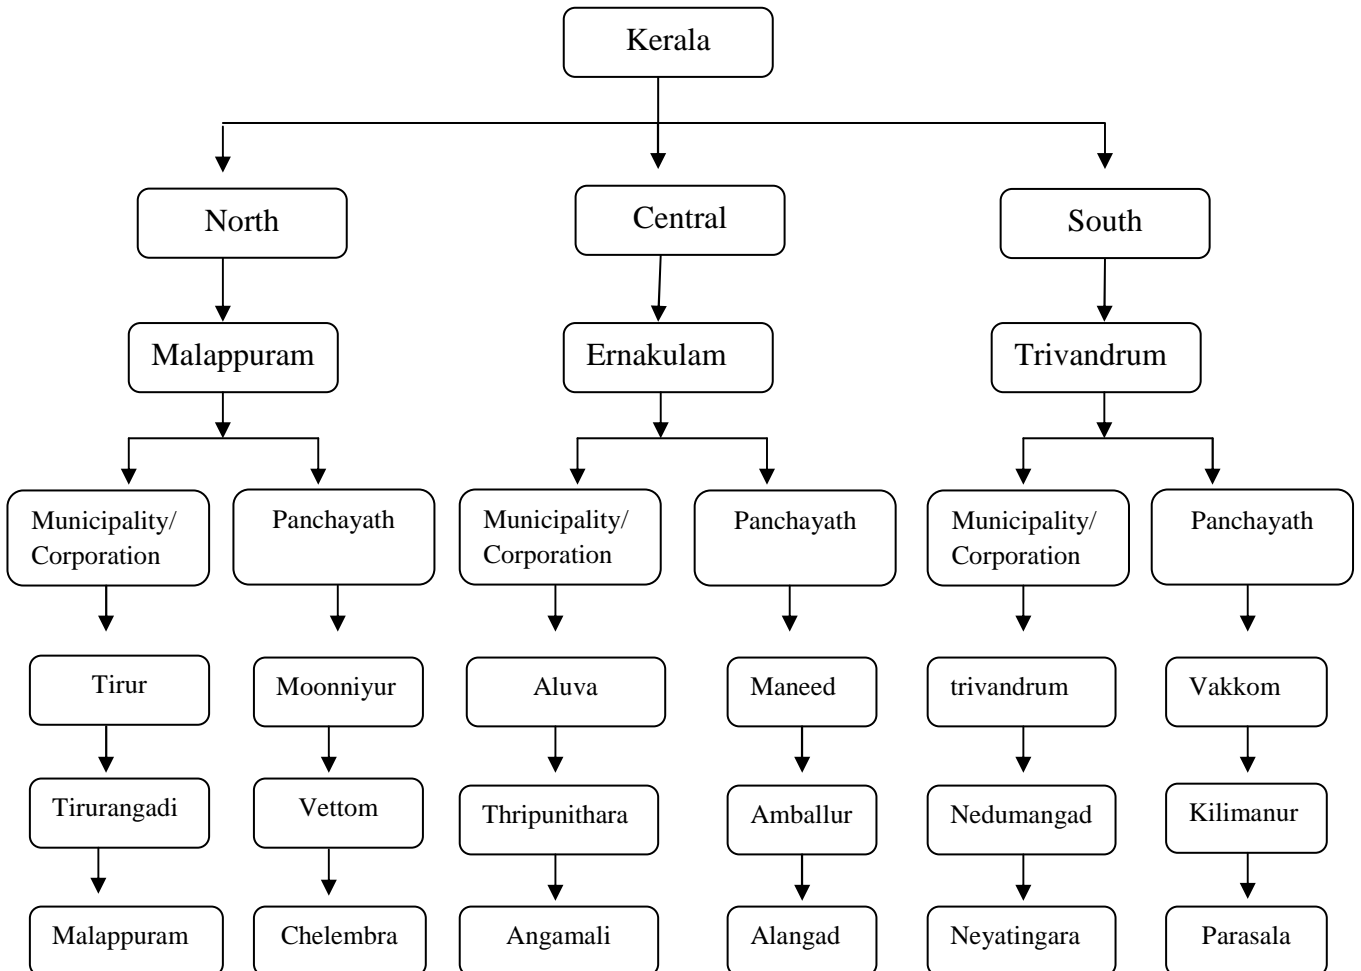 Kerala
North
Central
South
Malappuram
Ernakulam
Trivandrum
Municipality/
Corporation
Panchayath
Municipality/
Corporation
Panchayath
Municipality/
Corporation
Panchayath
Tirur
Moonniyur
Aluva
Maneed
trivandrum
Vakkom
Tirurangadi
Vettom
Thripunithara
Amballur
Nedumangad
Kilimanur
Malappuram
Chelembra
Angamali
Alangad
Neyatingara
Parasala